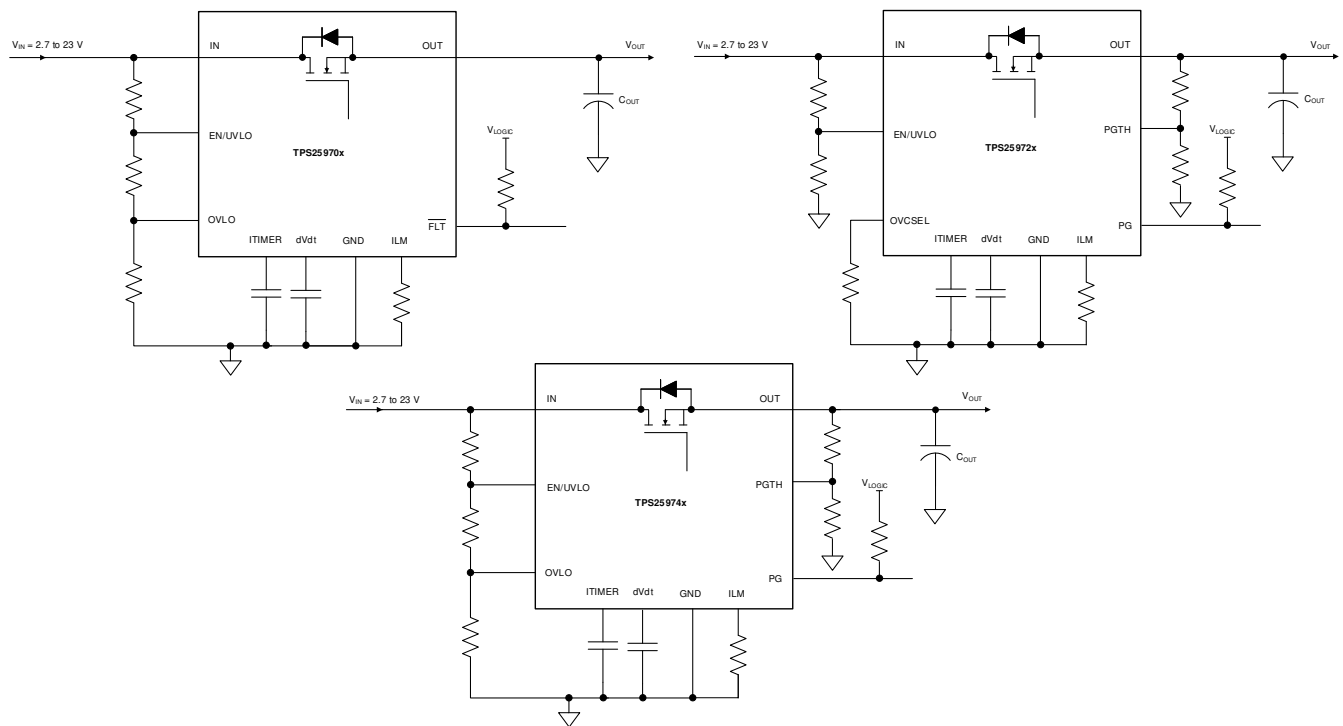 V_IN = 2.7 to 23 V
IN
OUT
V_OUT
C_OUT
EN/UVLO
V_LOGIC
TPS25970x
OVLO
FLT
ITIMER
dVdt
GND
ILM
V_IN = 2.7 to 23 V
IN
OUT
V_OUT
C_OUT
EN/UVLO
PGTH
V_LOGIC
TPS25972x
OVCSEL
PG
ITIMER
dVdt
GND
ILM
V_IN = 2.7 to 23 V
IN
OUT
V_OUT
C_OUT
EN/UVLO
PGTH
V_LOGIC
TPS25974x
OVLO
PG
ITIMER
dVdt
GND
ILM